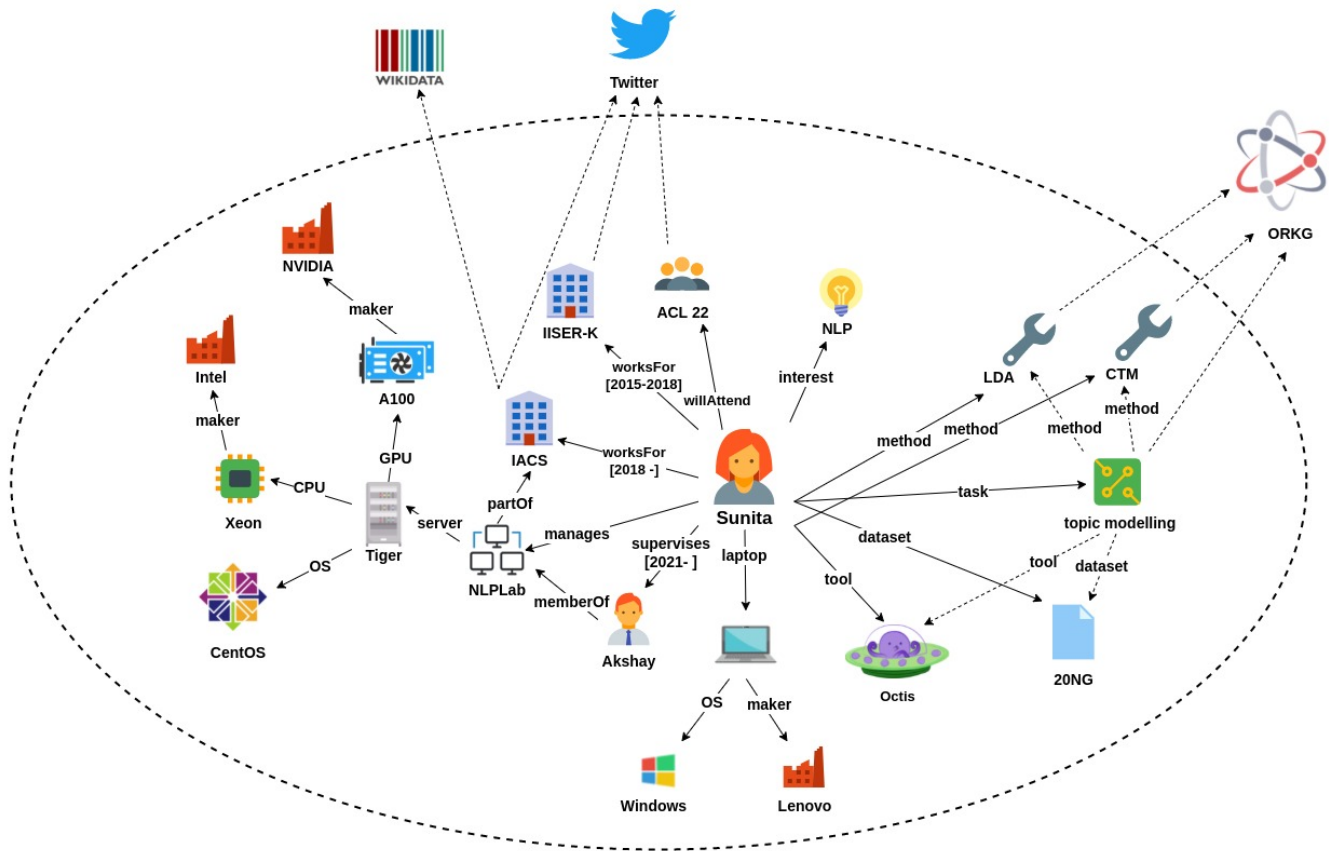 WIKIDATA
Twitter
ORKG
NVIDIA
maker
Intel
maker
A100
GPU
CPU
Xeon
OS
Tiger
CentOS
server
IISER-K
ACL 22
NLP
worksFor
[2015-2018]
willAttend
interest
IACS
worksFor
[2018 -]
partOf
NLPLab
manages
Sunita
supervises
[2021- ]
laptop
memberOf
Akshay
OS
maker
Windows
Lenovo
LDA
CTM
method
method
method
method
task
topic modelling
dataset
tool
tool
dataset
Octis
20NG